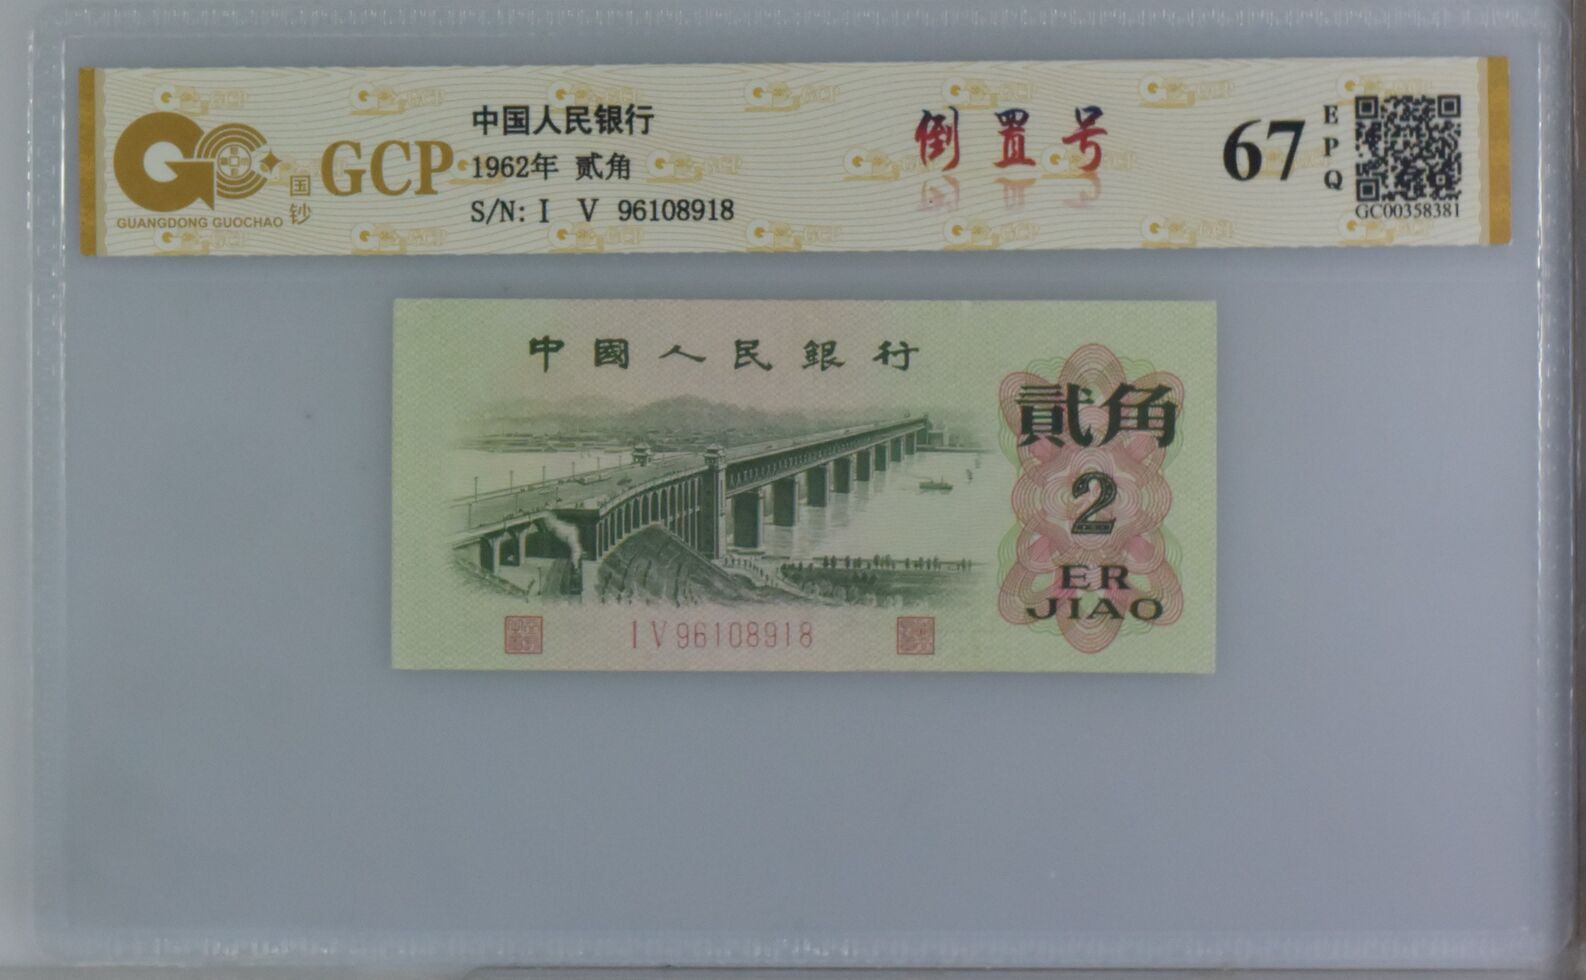 GUANGDONG GUOCHAO
国钞
GCP
中国人民银行
1962年 贰角
S/N: I V 96108918
倒置号
67
EPQ
GC00358381
中國人民銀行
貳角
2
ER
JIAO
I V 96108918